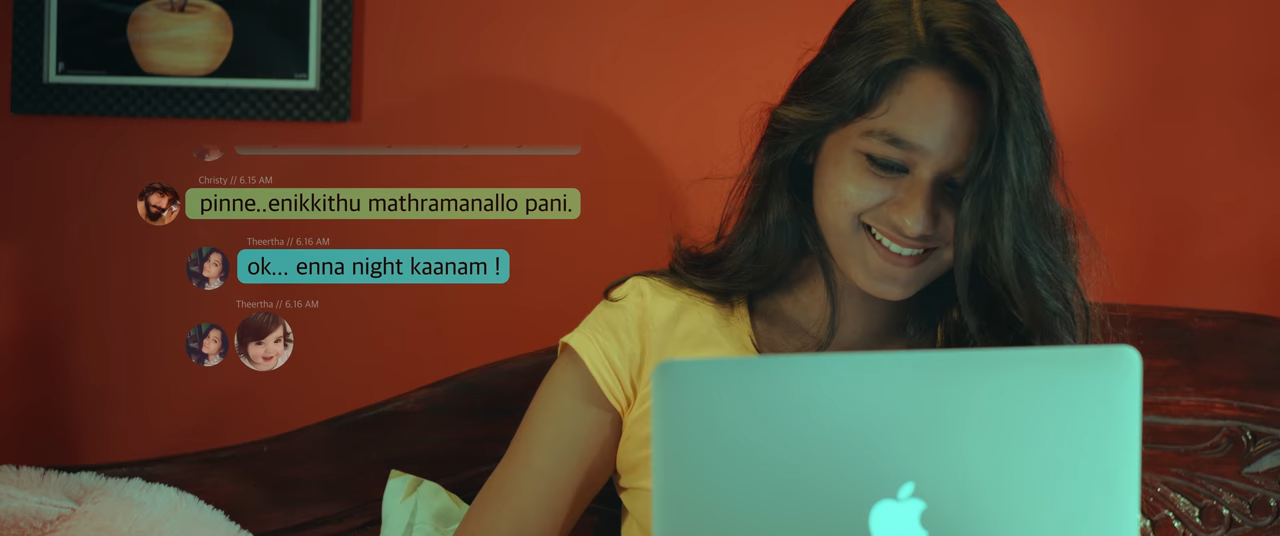 Christy // 6.15 AM
pinne..enikkithu mathramanallo pani.
Theertha // 6.16 AM
ok... enna night kaanam !
Theertha // 6.16 AM